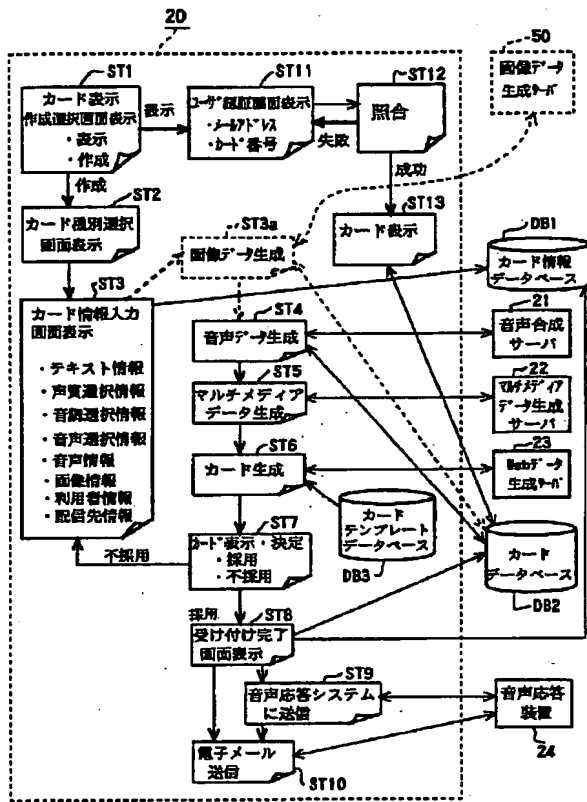 20
50
ST1
カード表示
作成選択画面表示
・表示
・作成
表示
ST11
ユーザ認証画面表示
・メールアドレス
・カード番号
失敗
ST12
照合
画像データ
生成サーバ
作成
成功
ST2
カード種別選択
画面表示
ST3a
画像データ生成
ST13
カード表示
DB1
カード情報
データベース
ST3
カード情報入力
画面表示
・テキスト情報
・声質選択情報
・音調選択情報
・音声選択情報
・音声情報
・画像情報
・利用者情報
・配信先情報
ST4
音声データ生成
21
音声合成
サーバ
ST5
マルチメディア
データ生成
22
マルチメディア
データ生成
サーバ
ST6
カード生成
23
Webデータ
生成サーバ
カード
テンプレート
データベース
DB3
ST7
カード表示・決定
・採用
・不採用
不採用
カード
データベース
DB2
採用
ST8
受け付け完了
画面表示
ST9
音声応答システム
に送信
音声応答
装置
24
電子メール
送信
ST10